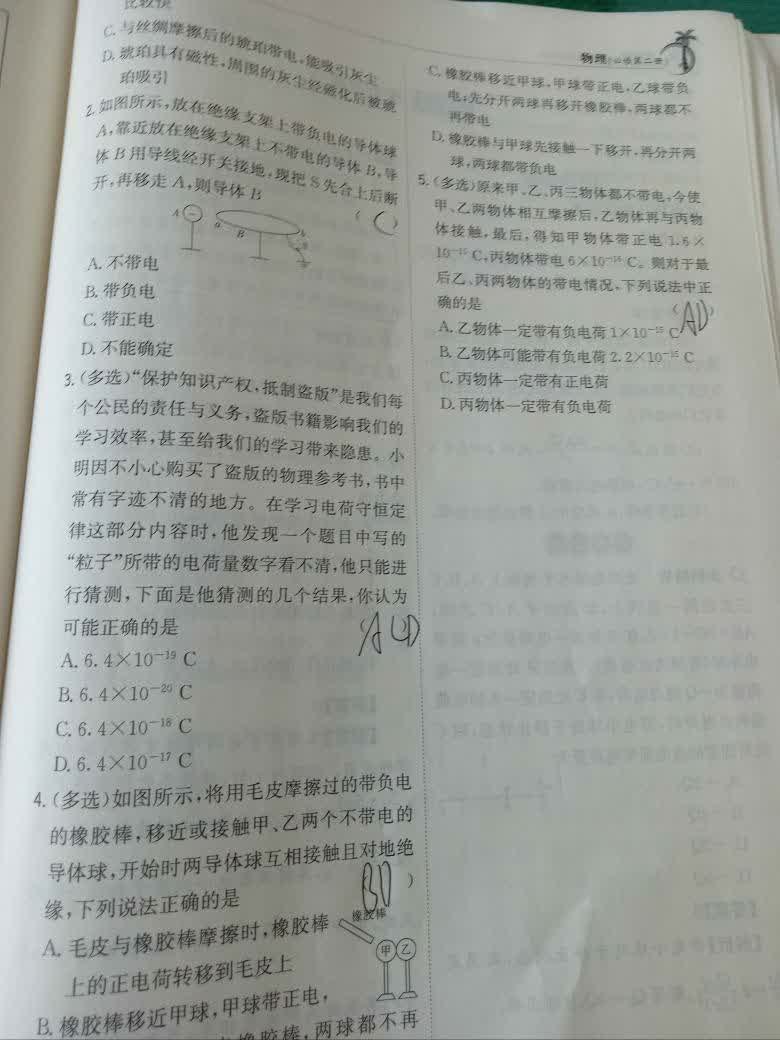 比较快
C. 与丝绸摩擦后的琥珀带电,能吸引灰尘
D. 琥珀具有磁性,周围的灰尘经磁化后被琥
珀吸引
2. 如图所示,放在绝缘支架上带负电的导体球
A,靠近放在绝缘支架上不带电的导体B,导
体B用导线经开关接地,现把S先合上后断
开,再移走A,则导体B (C)
A
a
B
b
A. 不带电
B. 带负电
C. 带正电
D. 不能确定
3. (多选)“保护知识产权,抵制盗版”是我们每
个公民的责任与义务,盗版书籍影响我们的
学习效率,甚至给我们的学习带来隐患。小
明因不小心购买了盗版的物理参考书,书中
常有字迹不清的地方。在学习电荷守恒定
律这部分内容时,他发现一个题目中写的
“粒子”所带的电荷量数字看不清,他只能进
行猜测,下面是他猜测的几个结果,你认为
可能正确的是 (ACD
A. 6.4×10⁻¹⁹ C
B. 6.4×10⁻²⁰ C
C. 6.4×10⁻¹⁸ C
D. 6.4×10⁻¹⁷ C
4. (多选)如图所示,将用毛皮摩擦过的带负电
的橡胶棒,移近或接触甲、乙两个不带电的
导体球,开始时两导体球互相接触且对地绝
缘,下列说法正确的是 (BD)
橡胶棒
甲 乙
A. 毛皮与橡胶棒摩擦时,橡胶棒
上的正电荷转移到毛皮上
B. 橡胶棒移近甲球,甲球带正电,
橡胶棒,两球都不再
物理(必修第二册)
C. 橡胶棒移近甲球,甲球带正电,乙球带负
电;先分开两球再移开橡胶棒,两球都不
再带电
D. 橡胶棒与甲球先接触一下移开,再分开两
球,两球都带负电
5. (多选)原来甲、乙、丙三物体都不带电,今使
甲、乙两物体相互摩擦后,乙物体再与丙物
体接触,最后,得知甲物体带正电1.6×
10⁻¹⁵ C,丙物体带电6×10⁻¹⁶ C。则对于最
后乙、丙两物体的带电情况,下列说法中正
确的是 (AD)
A. 乙物体一定带有负电荷1×10⁻¹⁵ C
B. 乙物体可能带有负电荷2.2×10⁻¹⁵ C
C. 丙物体一定带有正电荷
D. 丙物体一定带有负电荷